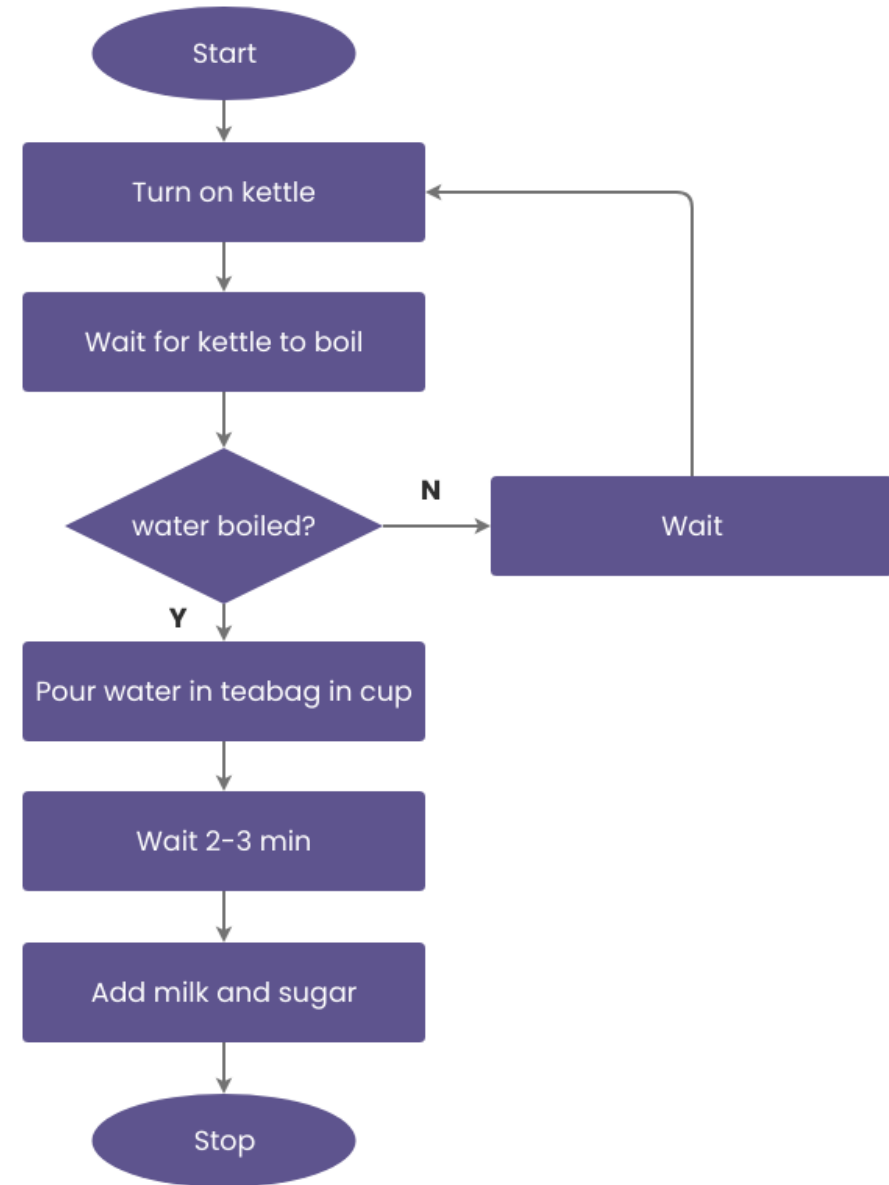 Start
Turn on kettle
Wait for kettle to boil
water boiled?
N
Wait
Y
Pour water in teabag in cup
Wait 2-3 min
Add milk and sugar
Stop